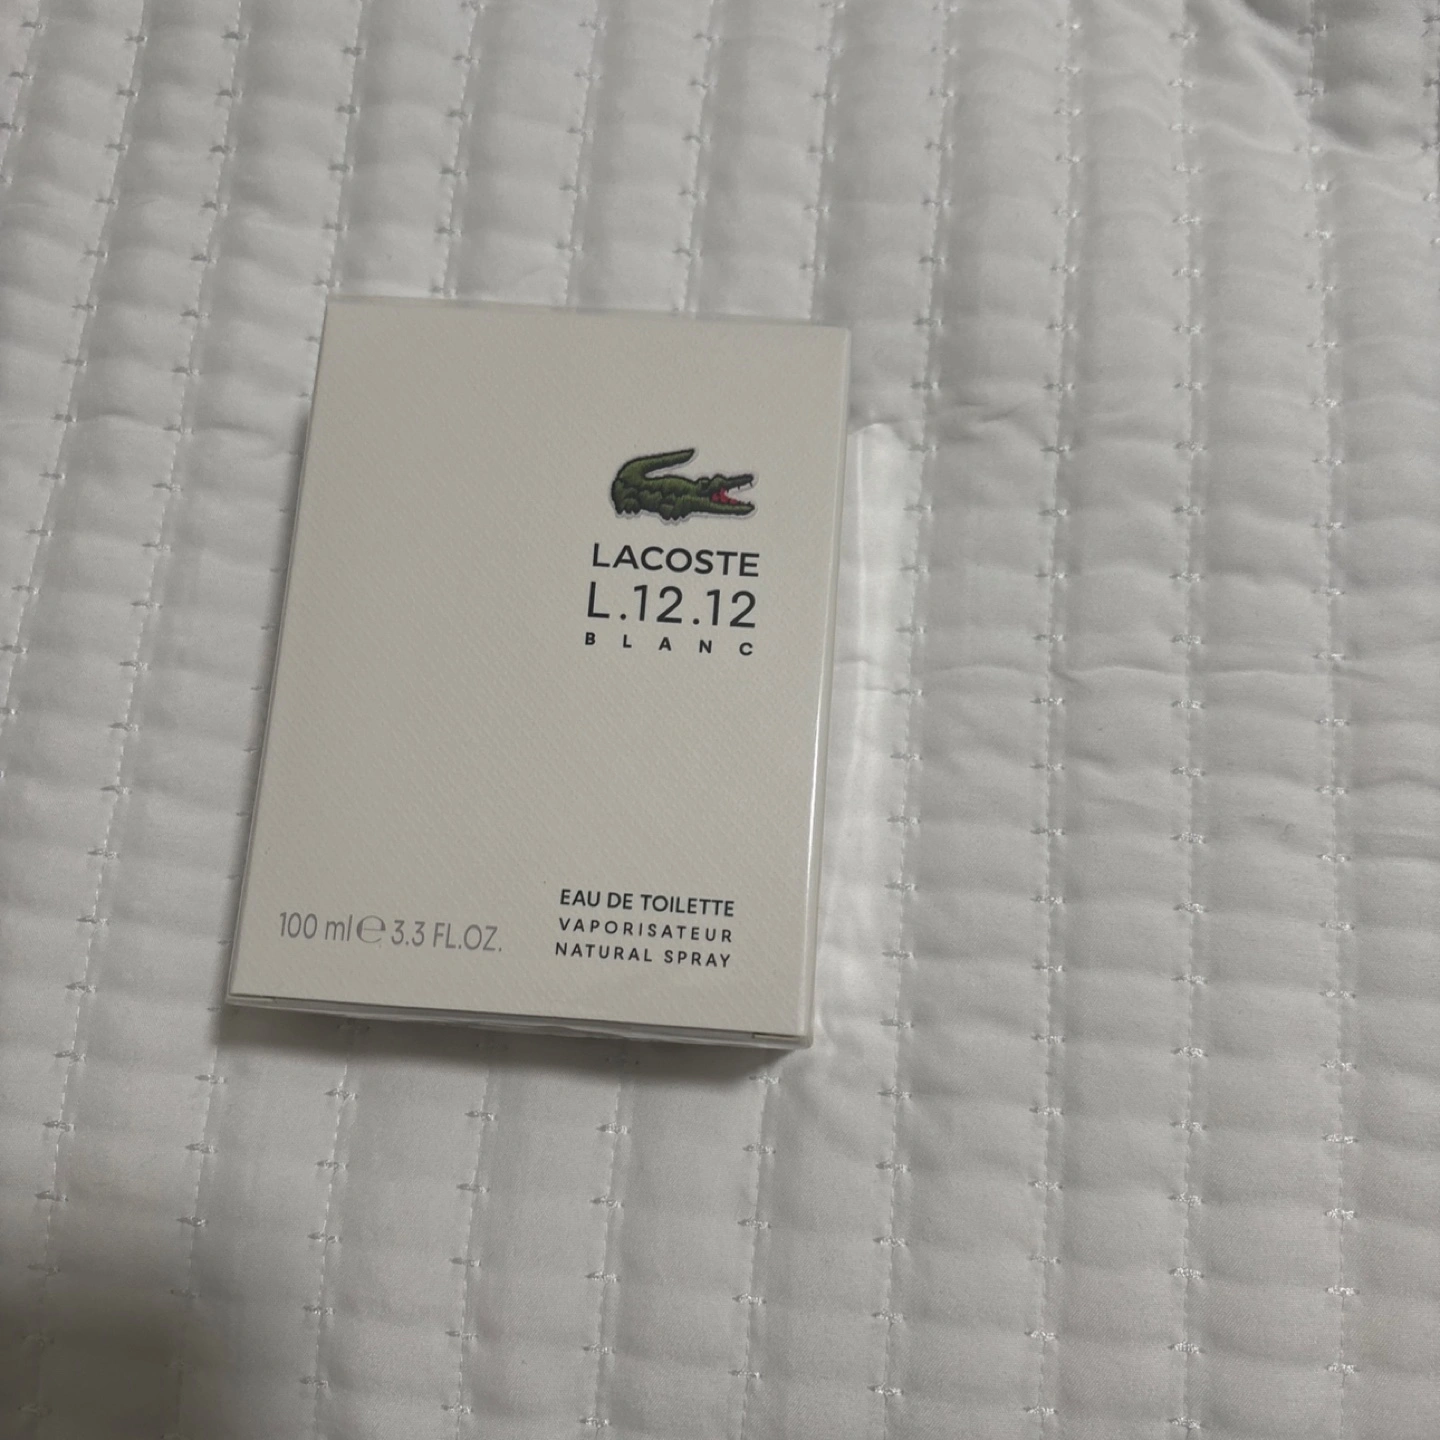 LACOSTE
L.12.12
BLANC
EAU DE TOILETTE
VAPORISATEUR
NATURAL SPRAY
100 ml ℮ 3.3 FL.OZ.